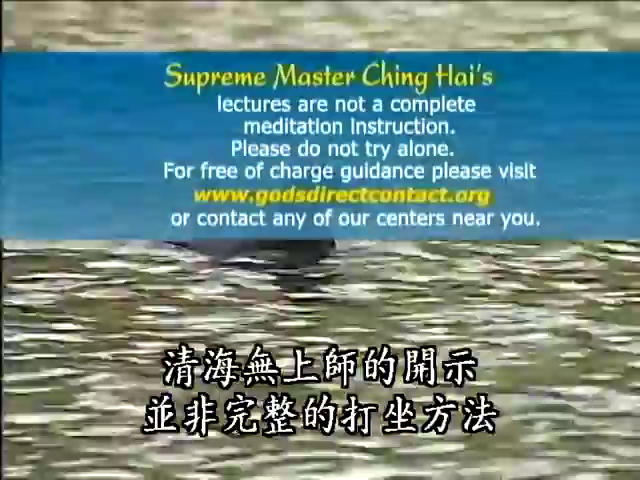 Supreme Master Ching Hai's
lectures are not a complete
meditation instruction.
Please do not try alone.
For free of charge guidance please visit
www.godsdirectcontact.org
or contact any of our centers near you.
清海無上師的開示
並非完整的打坐方法